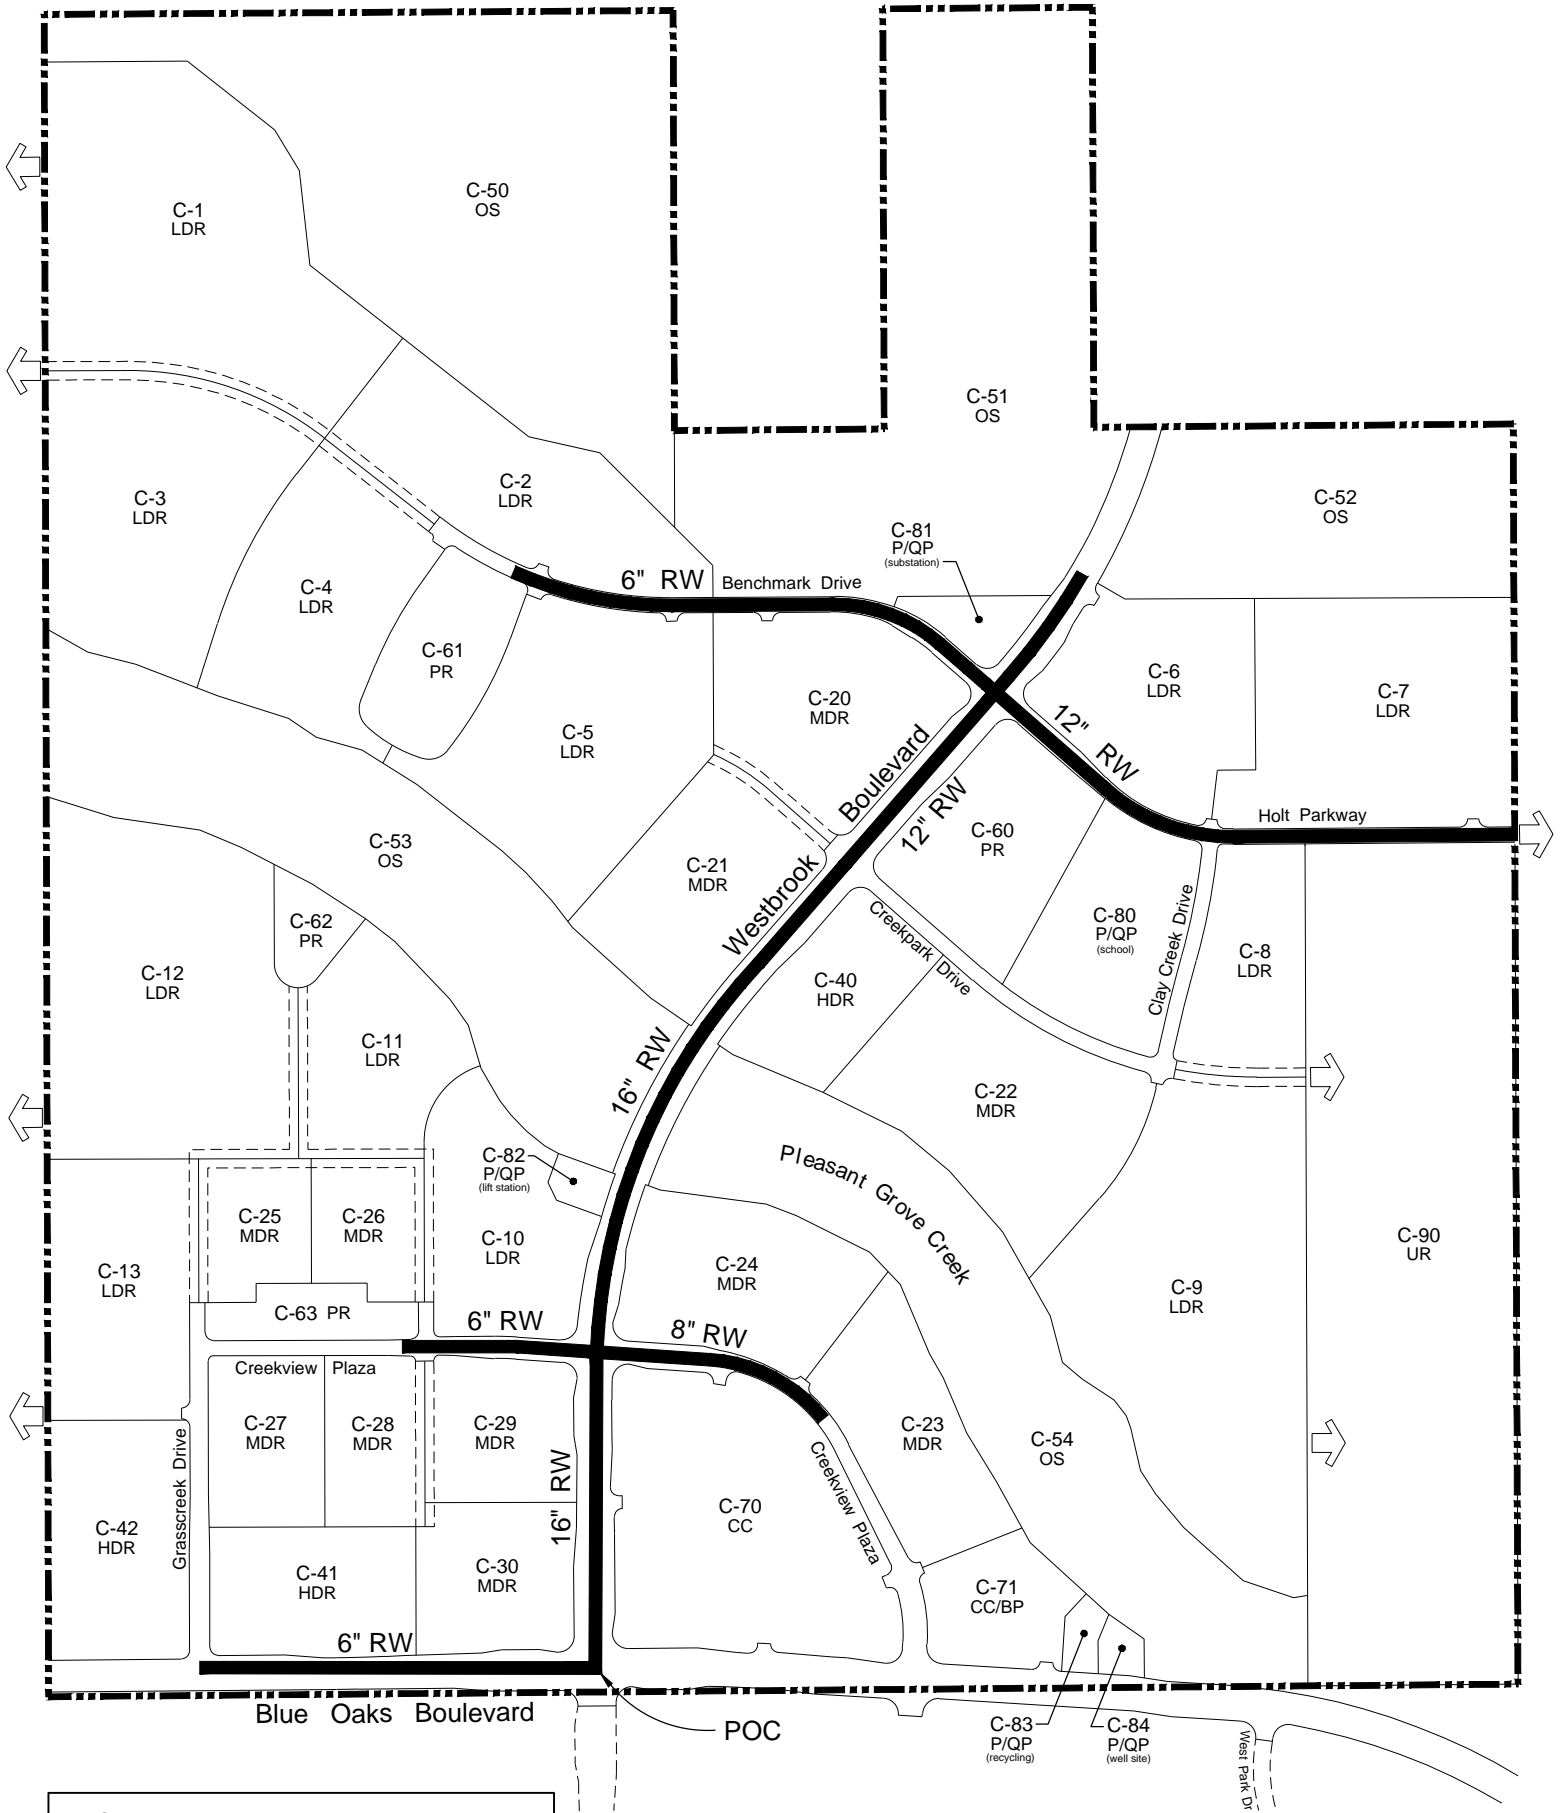 C-50
OS
C-1
LDR
C-51
OS
C-2
LDR
C-3
LDR
C-52
OS
C-81
P/QP
(substation)
6" RW
Benchmark Drive
C-4
LDR
C-61
PR
C-6
LDR
C-7
LDR
C-20
MDR
C-5
LDR
12" RW
Westbrook Boulevard
12" RW
Holt Parkway
C-60
PR
C-53
OS
C-21
MDR
C-62
PR
Creekpark Drive
C-80
P/QP
(school)
Clay Creek Drive
C-8
LDR
C-12
LDR
C-40
HDR
C-11
LDR
16" RW
C-22
MDR
C-82
P/QP
(lift station)
Pleasant Grove Creek
C-25
MDR
C-26
MDR
C-10
LDR
C-90
UR
C-13
LDR
C-24
MDR
C-9
LDR
C-63 PR
6" RW
8" RW
Creekview Plaza
C-27
MDR
C-28
MDR
C-29
MDR
C-23
MDR
C-54
OS
Grasscreek Drive
16" RW
Creekview Plaza
C-70
CC
C-42
HDR
C-41
HDR
C-30
MDR
C-71
CC/BP
6" RW
Blue Oaks Boulevard
POC
C-83
P/QP
(recycling)
C-84
P/QP
(well site)
West Park Dr